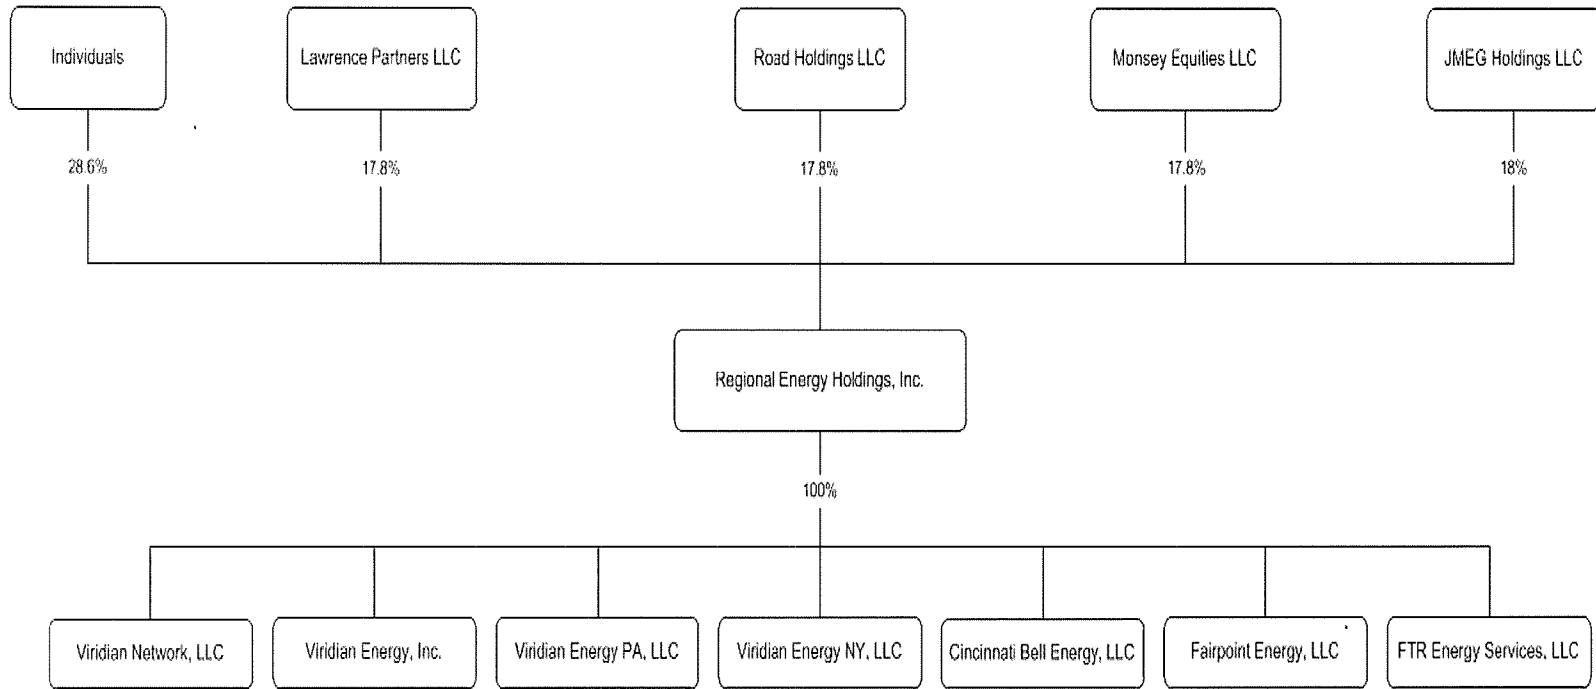 Individuals
Lawrence Partners LLC
Road Holdings LLC
Monsey Equities LLC
JMEG Holdings LLC
28.6%
17.8%
17.8%
17.8%
18%
Regional Energy Holdings, Inc.
100%
Viridian Network, LLC
Viridian Energy, Inc.
Viridian Energy PA, LLC
Viridian Energy NY, LLC
Cincinnati Bell Energy, LLC
Fairpoint Energy, LLC
FTR Energy Services, LLC